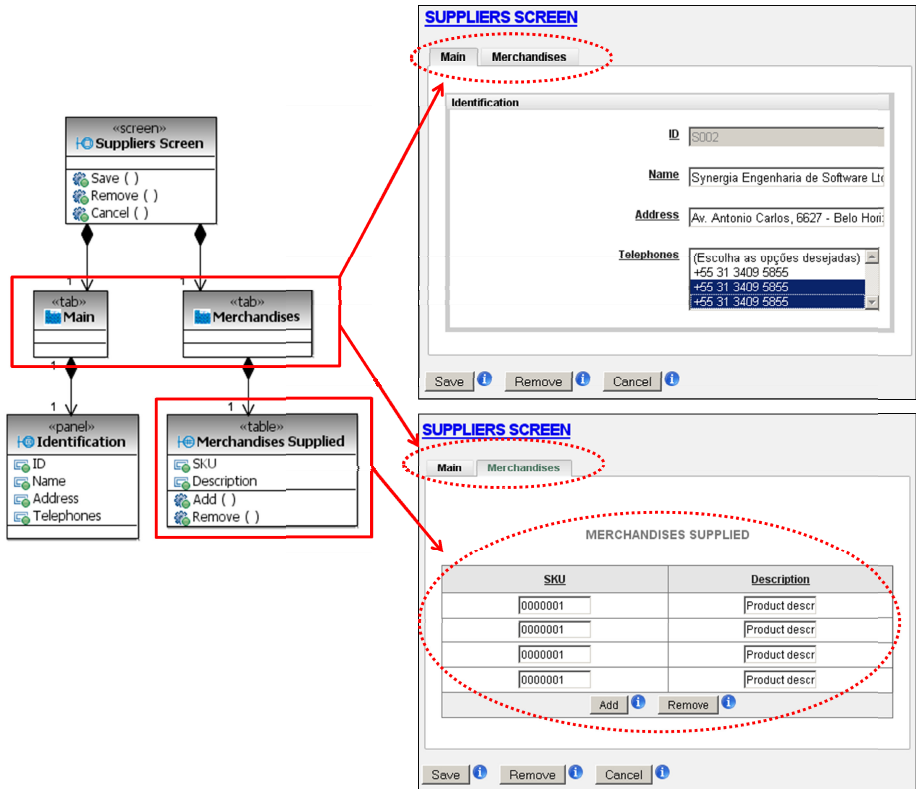 «screen»
Suppliers Screen
Save ( )
Remove ( )
Cancel ( )
1
1
«tab»
Main
«tab»
Merchandises
1
1
1
«panel»
Identification
ID
Name
Address
Telephones
«table»
Merchandises Supplied
SKU
Description
Add ( )
Remove ( )
SUPPLIERS SCREEN
Main Merchandises
Identification
ID S002
Name Synergia Engenharia de Software Ltd
Address Av. Antonio Carlos, 6627 - Belo Hori
Telephones (Escolha as opções desejadas)
+55 31 3409 5855
+55 31 3409 5855
+55 31 3409 5855
Save i Remove i Cancel i
SUPPLIERS SCREEN
Main Merchandises
MERCHANDISES SUPPLIED
SKU Description
0000001 Product descr
0000001 Product descr
0000001 Product descr
0000001 Product descr
Add i Remove i
Save i Remove i Cancel i